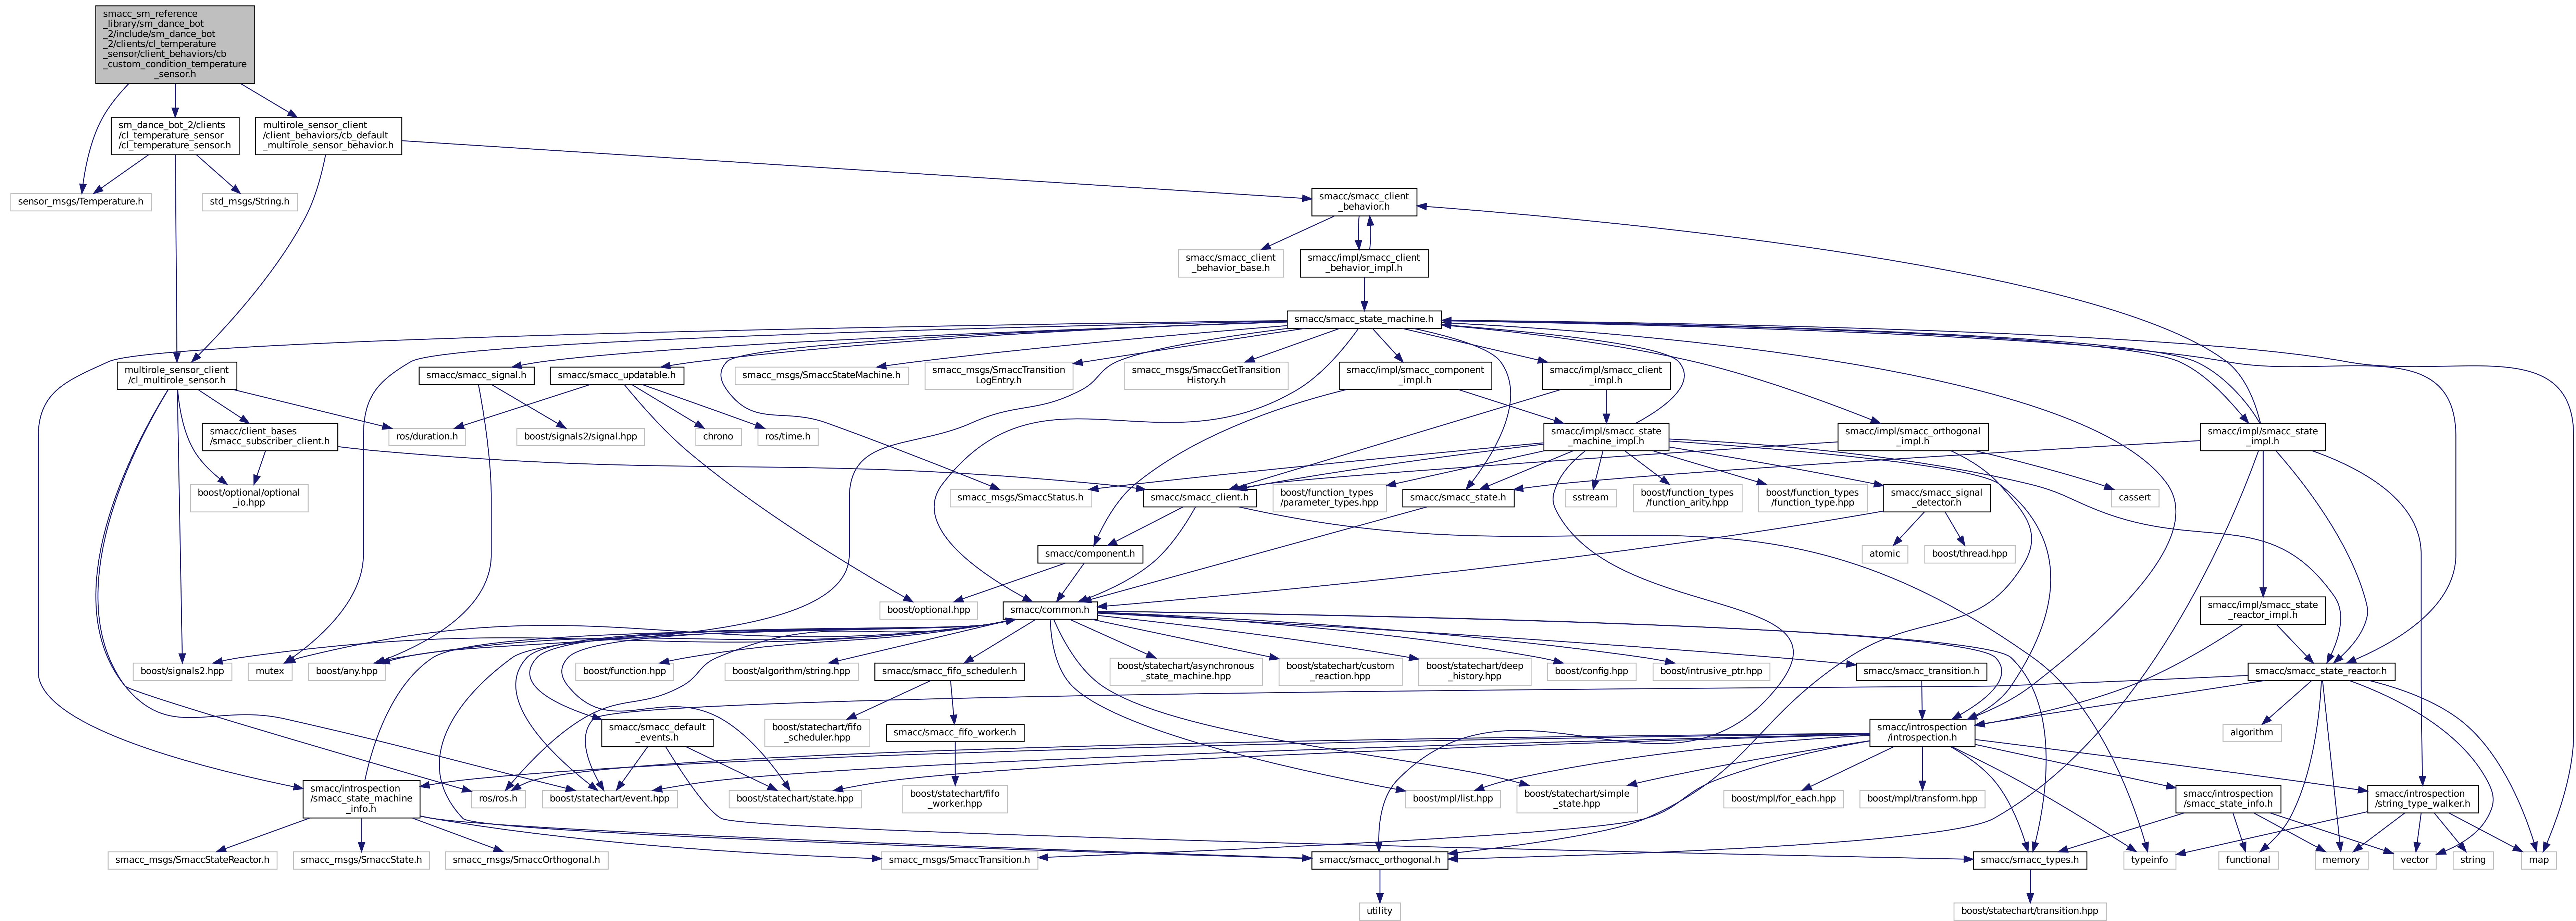 smacc_sm_reference
_library/sm_dance_bot
_2/include/sm_dance_bot
_2/clients/cl_temperature
_sensor/client_behaviors/cb
_custom_condition_temperature
_sensor.h
sm_dance_bot_2/clients
/cl_temperature_sensor
/cl_temperature_sensor.h
multirole_sensor_client
/client_behaviors/cb_default
_multirole_sensor_behavior.h
sensor_msgs/Temperature.h
std_msgs/String.h
smacc/smacc_client
_behavior.h
smacc/smacc_client
_behavior_base.h
smacc/impl/smacc_client
_behavior_impl.h
smacc/smacc_state_machine.h
multirole_sensor_client
/cl_multirole_sensor.h
smacc/smacc_signal.h
smacc/smacc_updatable.h
smacc_msgs/SmaccStateMachine.h
smacc_msgs/SmaccTransition
LogEntry.h
smacc_msgs/SmaccGetTransition
History.h
smacc/impl/smacc_component
_impl.h
smacc/impl/smacc_client
_impl.h
smacc/client_bases
/smacc_subscriber_client.h
ros/duration.h
boost/signals2/signal.hpp
chrono
ros/time.h
smacc/impl/smacc_state
_machine_impl.h
smacc/impl/smacc_orthogonal
_impl.h
smacc/impl/smacc_state
_impl.h
boost/optional/optional
_io.hpp
smacc_msgs/SmaccStatus.h
smacc/smacc_client.h
boost/function_types
/parameter_types.hpp
smacc/smacc_state.h
sstream
boost/function_types
/function_arity.hpp
boost/function_types
/function_type.hpp
smacc/smacc_signal
_detector.h
cassert
smacc/component.h
atomic
boost/thread.hpp
boost/optional.hpp
smacc/common.h
smacc/impl/smacc_state
_reactor_impl.h
boost/signals2.hpp
mutex
boost/any.hpp
boost/function.hpp
boost/algorithm/string.hpp
smacc/smacc_fifo_scheduler.h
boost/statechart/asynchronous
_state_machine.hpp
boost/statechart/custom
_reaction.hpp
boost/statechart/deep
_history.hpp
boost/config.hpp
boost/intrusive_ptr.hpp
smacc/smacc_transition.h
smacc/smacc_state_reactor.h
smacc/smacc_default
_events.h
boost/statechart/fifo
_scheduler.hpp
smacc/smacc_fifo_worker.h
smacc/introspection
/introspection.h
algorithm
smacc/introspection
/smacc_state_machine
_info.h
ros/ros.h
boost/statechart/event.hpp
boost/statechart/state.hpp
boost/statechart/fifo
_worker.hpp
boost/mpl/list.hpp
boost/statechart/simple
_state.hpp
boost/mpl/for_each.hpp
boost/mpl/transform.hpp
smacc/introspection
/smacc_state_info.h
smacc/introspection
/string_type_walker.h
smacc_msgs/SmaccStateReactor.h
smacc_msgs/SmaccState.h
smacc_msgs/SmaccOrthogonal.h
smacc_msgs/SmaccTransition.h
smacc/smacc_orthogonal.h
smacc/smacc_types.h
typeinfo
functional
memory
vector
string
map
utility
boost/statechart/transition.hpp